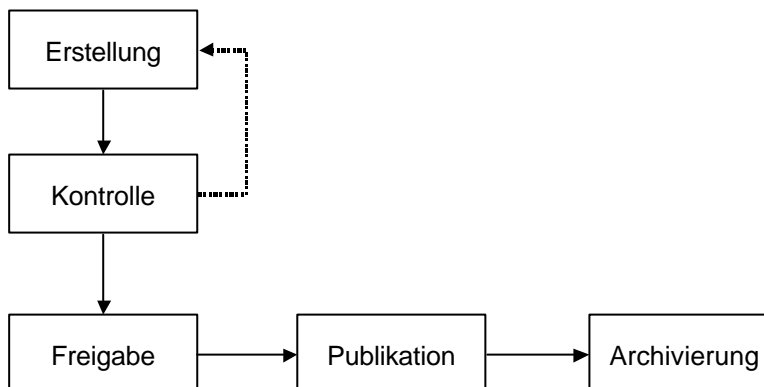 Erstellung
Kontrolle
Freigabe
Publikation
Archivierung